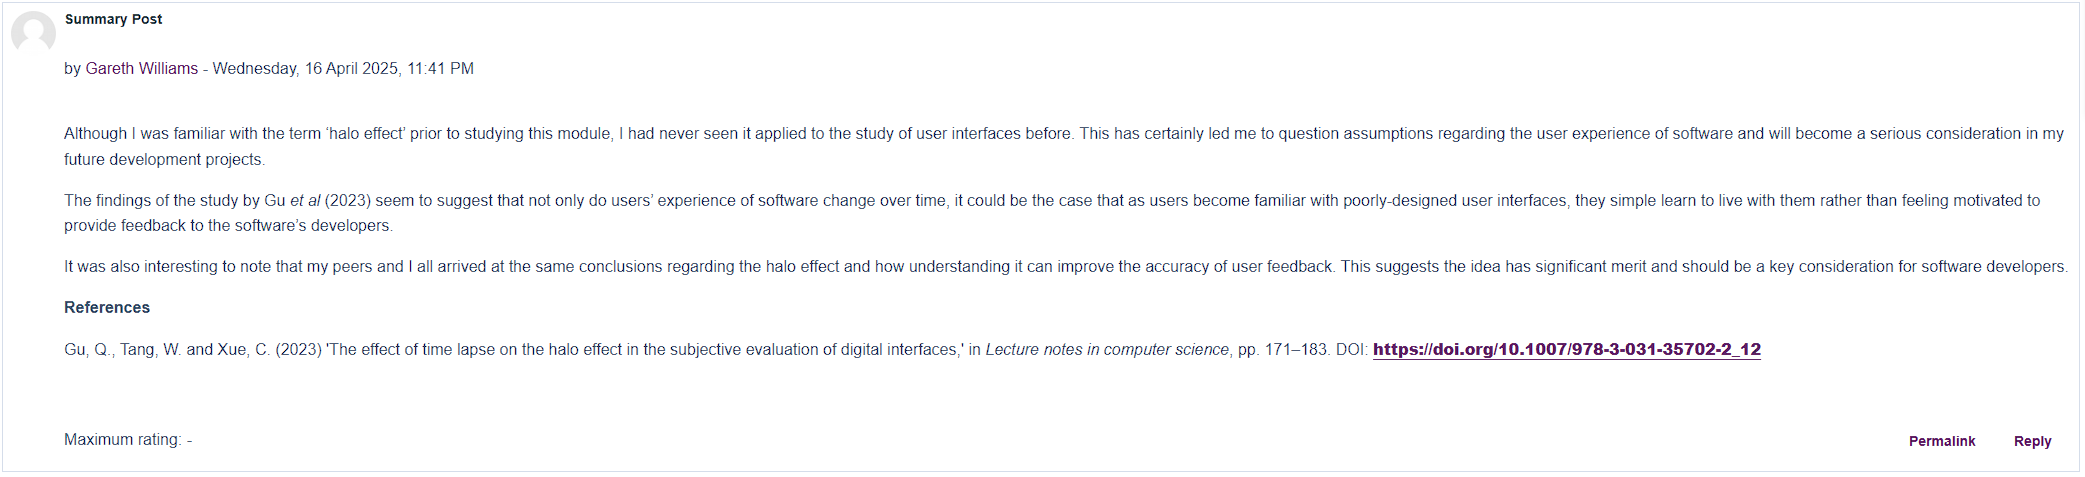 Summary Post
by Gareth Williams - Wednesday, 16 April 2025, 11:41 PM
Although I was familiar with the term ‘halo effect’ prior to studying this module, I had never seen it applied to the study of user interfaces before. This has certainly led me to question assumptions regarding the user experience of software and will become a serious consideration in my
future development projects.
The findings of the study by Gu et al (2023) seem to suggest that not only do users’ experience of software change over time, it could be the case that as users become familiar with poorly-designed user interfaces, they simple learn to live with them rather than feeling motivated to
provide feedback to the software’s developers.
It was also interesting to note that my peers and I all arrived at the same conclusions regarding the halo effect and how understanding it can improve the accuracy of user feedback. This suggests the idea has significant merit and should be a key consideration for software developers.
References
Gu, Q., Tang, W. and Xue, C. (2023) 'The effect of time lapse on the halo effect in the subjective evaluation of digital interfaces,' in Lecture notes in computer science, pp. 171–183. DOI: https://doi.org/10.1007/978-3-031-35702-2_12
Maximum rating: -
Permalink Reply